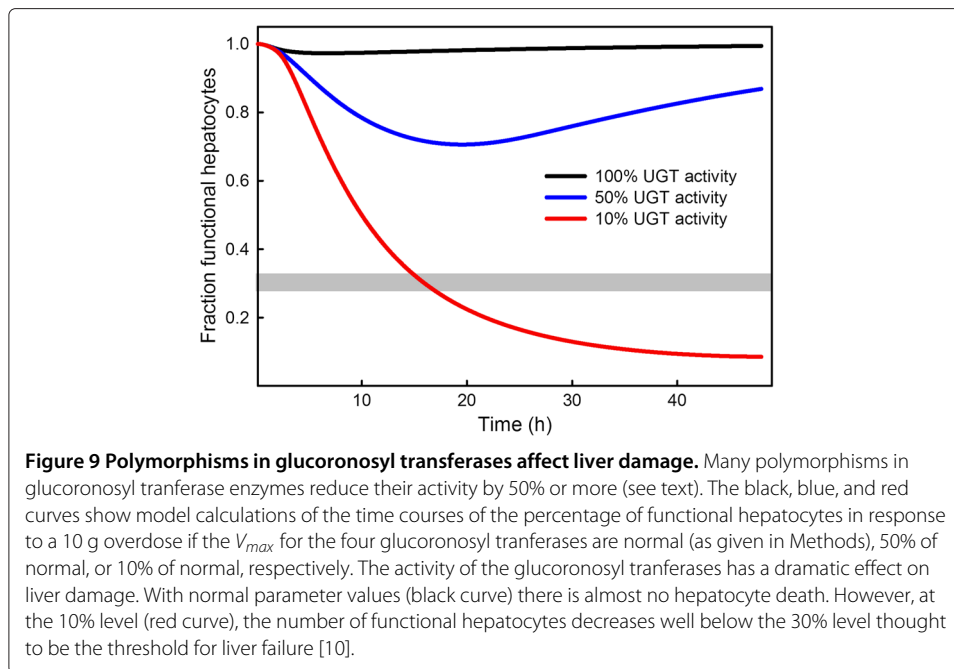 1.0
0.8
0.6
0.4
0.2
Fraction functional hepatocytes
100% UGT activity
50% UGT activity
10% UGT activity
10
20
30
40
Time (h)
Figure 9 Polymorphisms in glucoronosyl transferases affect liver damage. Many polymorphisms in
glucoronosyl tranferase enzymes reduce their activity by 50% or more (see text). The black, blue, and red
curves show model calculations of the time courses of the percentage of functional hepatocytes in response
to a 10 g overdose if the Vmax for the four glucoronosyl tranferases are normal (as given in Methods), 50% of
normal, or 10% of normal, respectively. The activity of the glucoronosyl tranferases has a dramatic effect on
liver damage. With normal parameter values (black curve) there is almost no hepatocyte death. However, at
the 10% level (red curve), the number of functional hepatocytes decreases well below the 30% level thought
to be the threshold for liver failure [10].